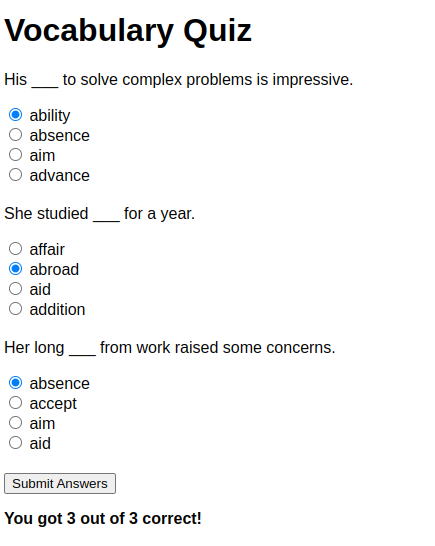 Vocabulary Quiz
His ___ to solve complex problems is impressive.
ability
absence
aim
advance
She studied ___ for a year.
affair
abroad
aid
addition
Her long ___ from work raised some concerns.
absence
accept
aim
aid
Submit Answers
You got 3 out of 3 correct!